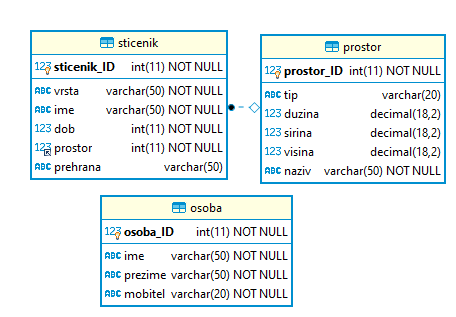 sticenik
123 sticenik_ID int(11) NOT NULL
ABC vrsta varchar(50) NOT NULL
ABC ime varchar(50) NOT NULL
123 dob int(11) NOT NULL
123 prostor int(11) NOT NULL
ABC prehrana varchar(50)
prostor
123 prostor_ID int(11) NOT NULL
ABC tip varchar(20)
123 duzina decimal(18,2)
123 sirina decimal(18,2)
123 visina decimal(18,2)
ABC naziv varchar(50) NOT NULL
osoba
123 osoba_ID int(11) NOT NULL
ABC ime varchar(50) NOT NULL
ABC prezime varchar(50) NOT NULL
ABC mobitel varchar(20) NOT NULL